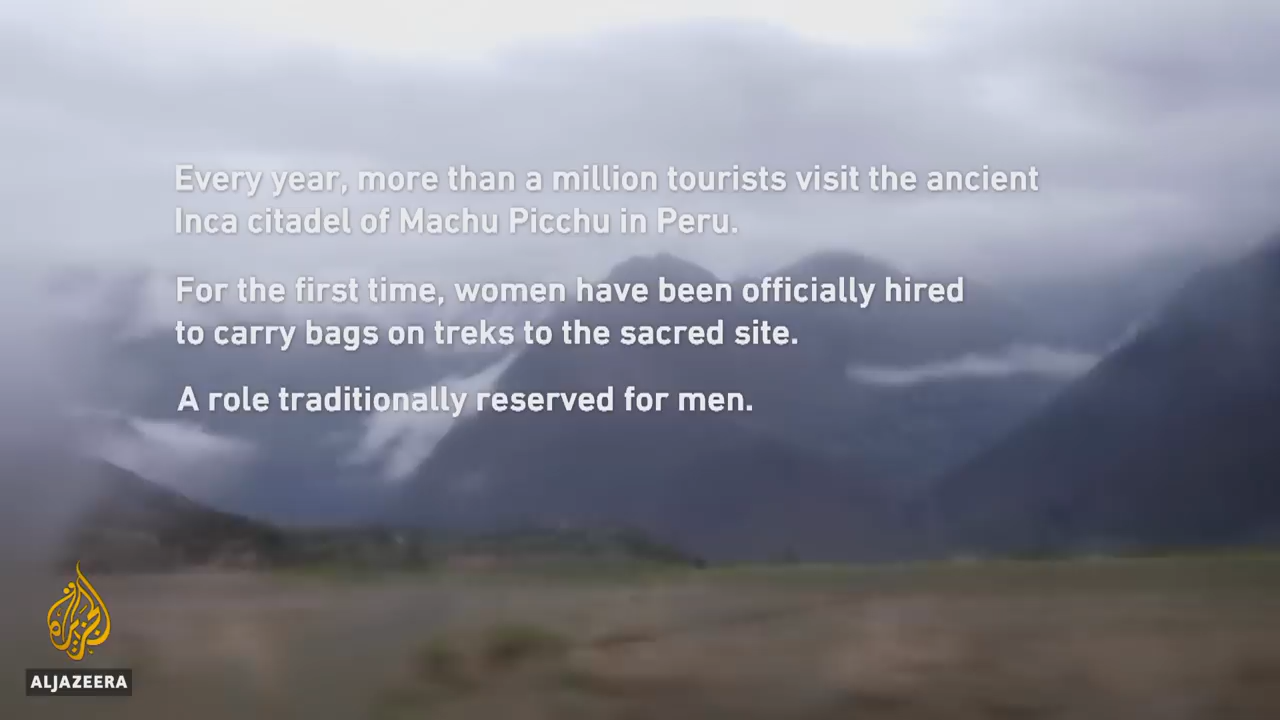 Every year, more than a million tourists visit the ancient
Inca citadel of Machu Picchu in Peru.
For the first time, women have been officially hired
to carry bags on treks to the sacred site.
A role traditionally reserved for men.
الجزيرة
ALJAZEERA